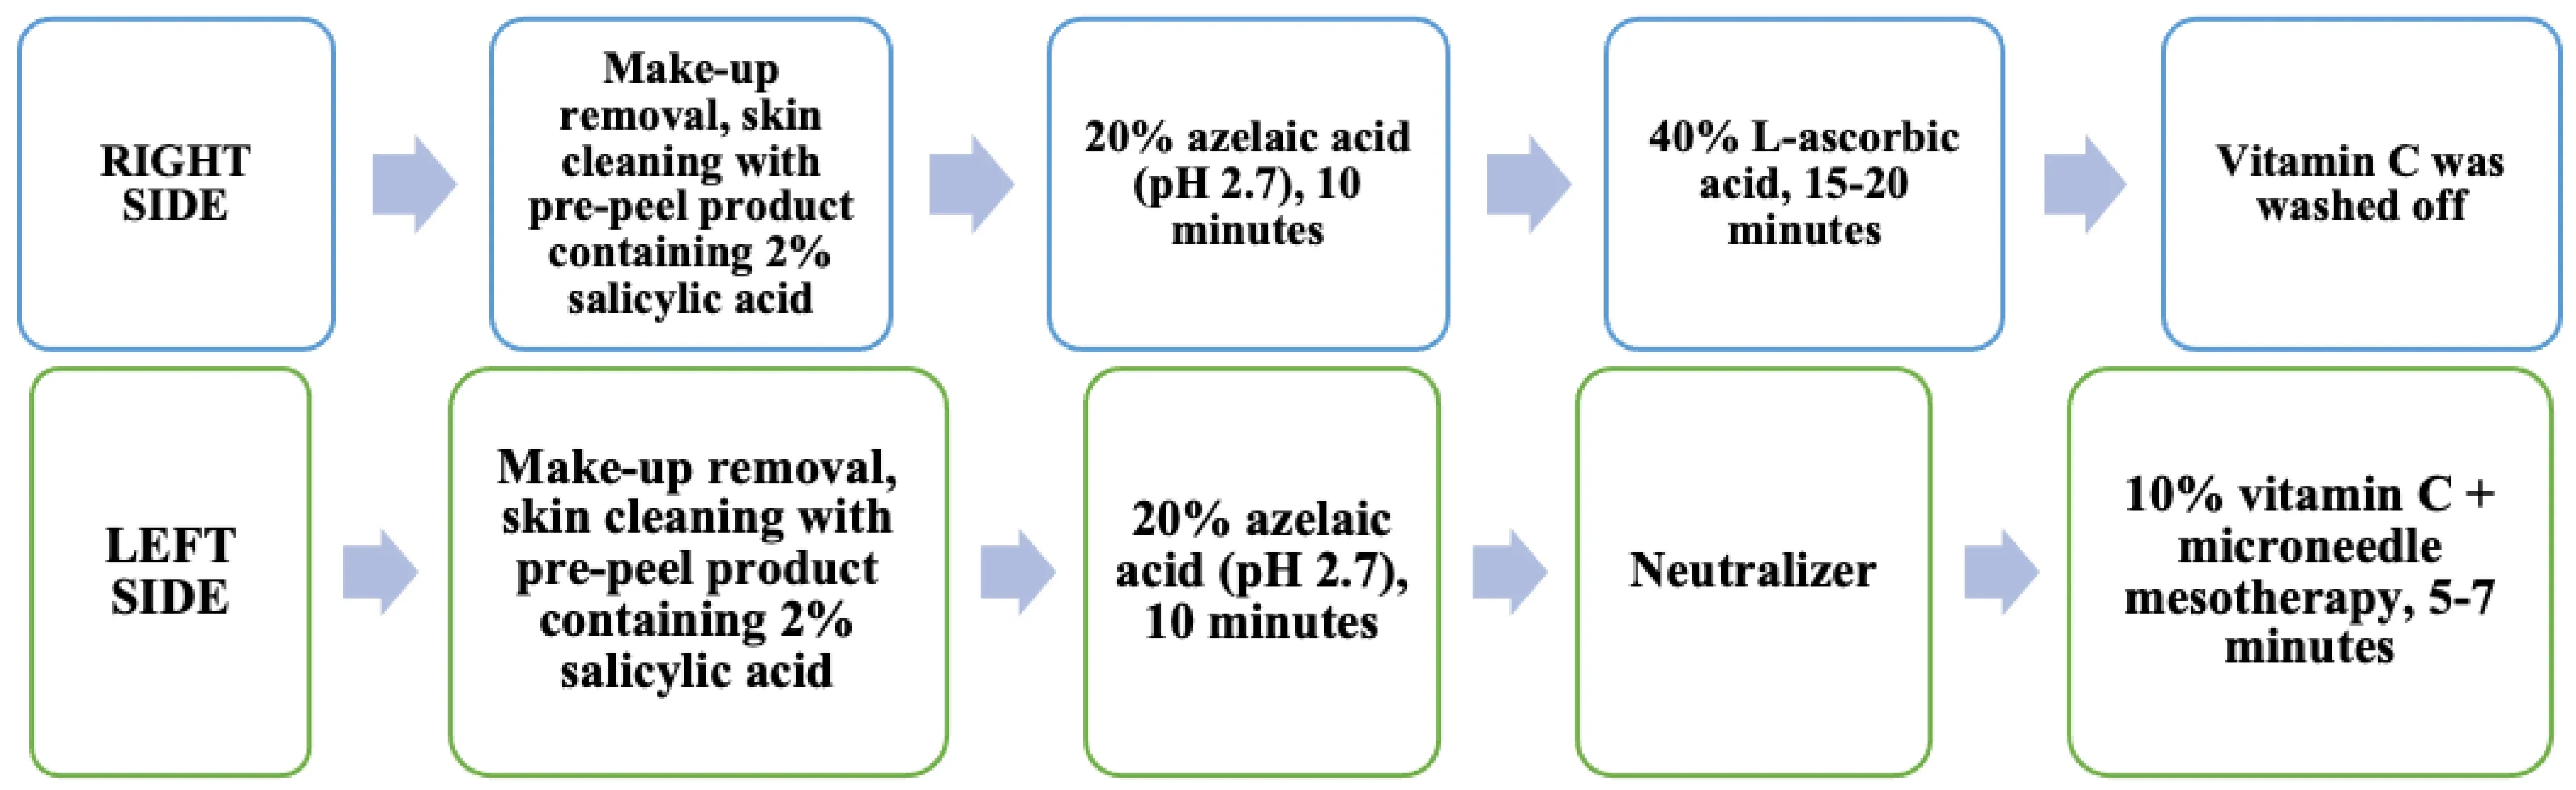 RIGHT
SIDE
Make-up
removal, skin
cleaning with
pre-peel product
containing 2%
salicylic acid
20% azelaic acid
(pH 2.7), 10
minutes
40% L-ascorbic
acid, 15-20
minutes
Vitamin C was
washed off
LEFT
SIDE
Make-up removal,
skin cleaning with
pre-peel product
containing 2%
salicylic acid
20% azelaic
acid (pH 2.7),
10 minutes
Neutralizer
10% vitamin C +
microneedle
mesotherapy, 5-7
minutes